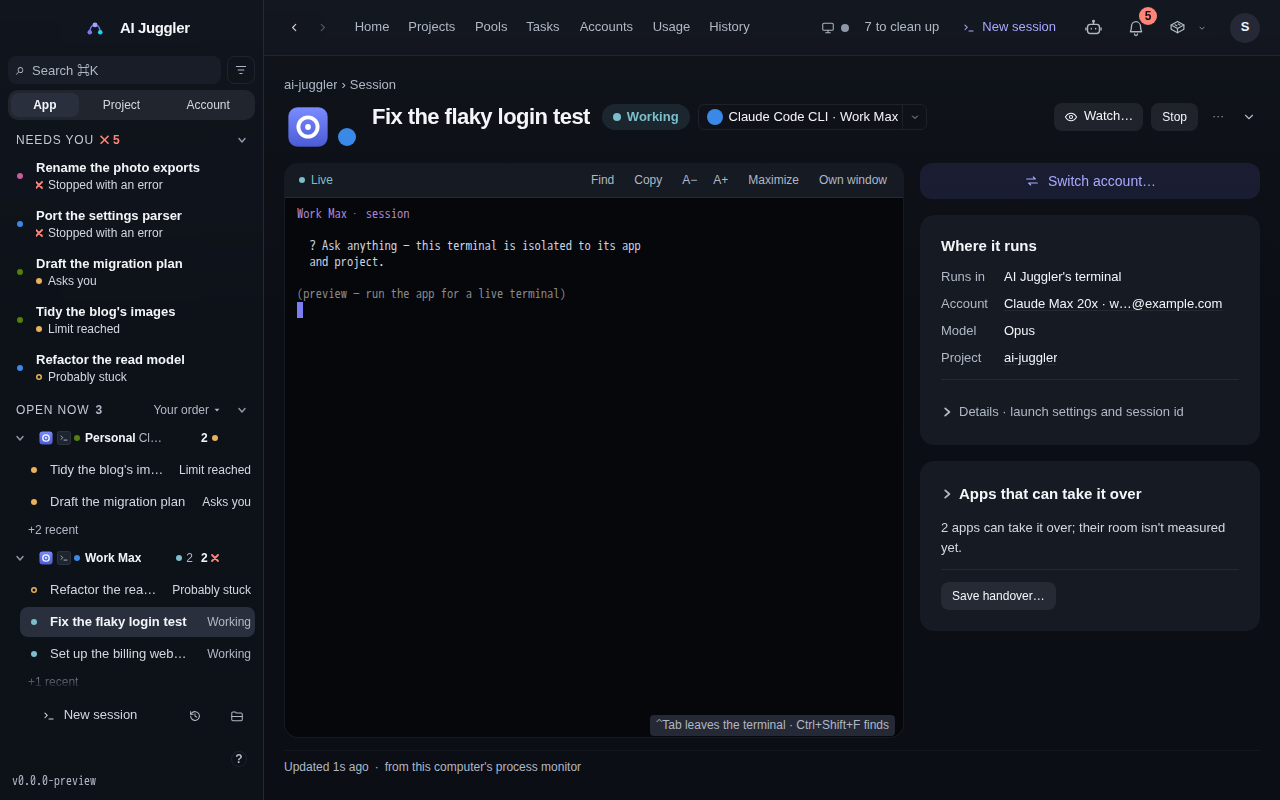 AI Juggler
Search ⌘K
App Project Account
NEEDS YOU 5
Rename the photo exports
Stopped with an error
Port the settings parser
Stopped with an error
Draft the migration plan
Asks you
Tidy the blog's images
Limit reached
Refactor the read model
Probably stuck
OPEN NOW 3 Your order
Personal Cl… 2
Tidy the blog's im… Limit reached
Draft the migration plan Asks you
+2 recent
Work Max 2 2
Refactor the rea… Probably stuck
Fix the flaky login test Working
Set up the billing web… Working
+1 recent
New session
?
v0.0.0-preview
Home Projects Pools Tasks Accounts Usage History
7 to clean up
New session
5
S
ai-juggler › Session
Fix the flaky login test
Working
Claude Code CLI · Work Max
Watch…
Stop
Live
Find Copy A− A+ Maximize Own window
Work Max · session
? Ask anything — this terminal is isolated to its app
and project.
(preview — run the app for a live terminal)
^Tab leaves the terminal · Ctrl+Shift+F finds
Switch account…
Where it runs
Runs in AI Juggler's terminal
Account Claude Max 20x · w…@example.com
Model Opus
Project ai-juggler
Details · launch settings and session id
Apps that can take it over
2 apps can take it over; their room isn't measured
yet.
Save handover…
Updated 1s ago · from this computer's process monitor